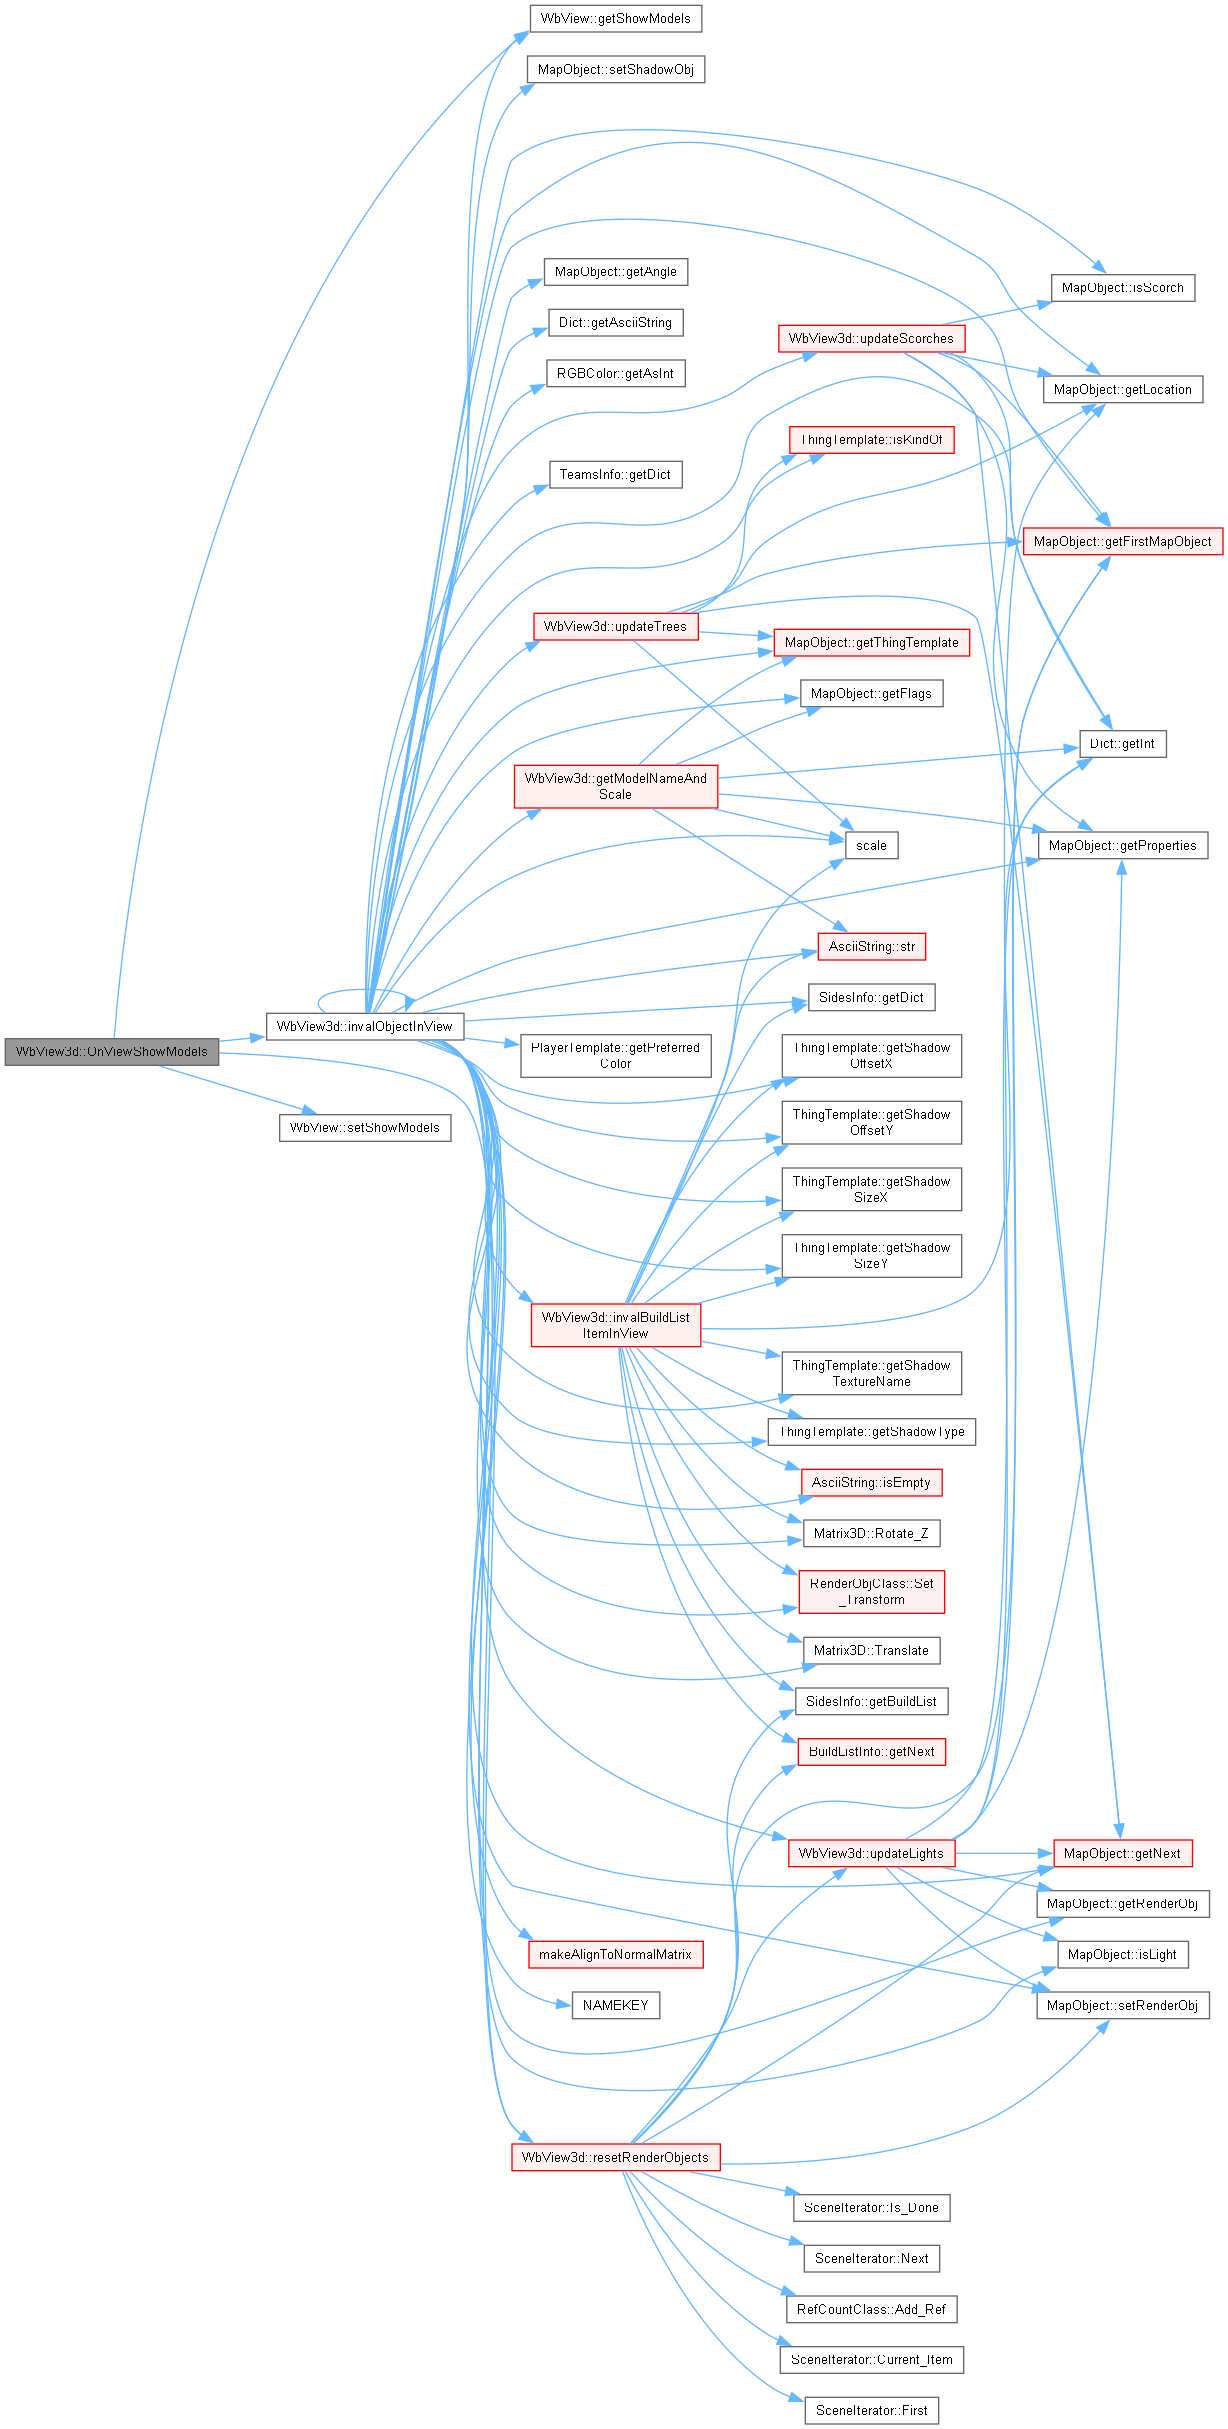 WbView::getShowModels
MapObject::setShadowObj
MapObject::getAngle
MapObject::isScorch
Dict::getAsciiString
WbView3d::updateScorches
RGBColor::getAsInt
MapObject::getLocation
ThingTemplate::isKindOf
TeamsInfo::getDict
MapObject::getFirstMapObject
WbView3d::updateTrees
MapObject::getThingTemplate
MapObject::getFlags
Dict::getInt
WbView3d::getModelNameAnd
Scale
scale
MapObject::getProperties
AsciiString::str
SidesInfo::getDict
WbView3d::invalObjectInView
WbView3d::OnViewShowModels
PlayerTemplate::getPreferred
Color
ThingTemplate::getShadow
OffsetX
WbView::setShowModels
ThingTemplate::getShadow
OffsetY
ThingTemplate::getShadow
SizeX
ThingTemplate::getShadow
SizeY
WbView3d::invalBuildList
ItemInView
ThingTemplate::getShadow
TextureName
ThingTemplate::getShadowType
AsciiString::isEmpty
Matrix3D::Rotate_Z
RenderObjClass::Set
_Transform
Matrix3D::Translate
SidesInfo::getBuildList
BuildListInfo::getNext
WbView3d::updateLights
MapObject::getNext
MapObject::getRenderObj
makeAlignToNormalMatrix
MapObject::isLight
NAMEKEY
MapObject::setRenderObj
WbView3d::resetRenderObjects
SceneIterator::Is_Done
SceneIterator::Next
RefCountClass::Add_Ref
SceneIterator::Current_Item
SceneIterator::First